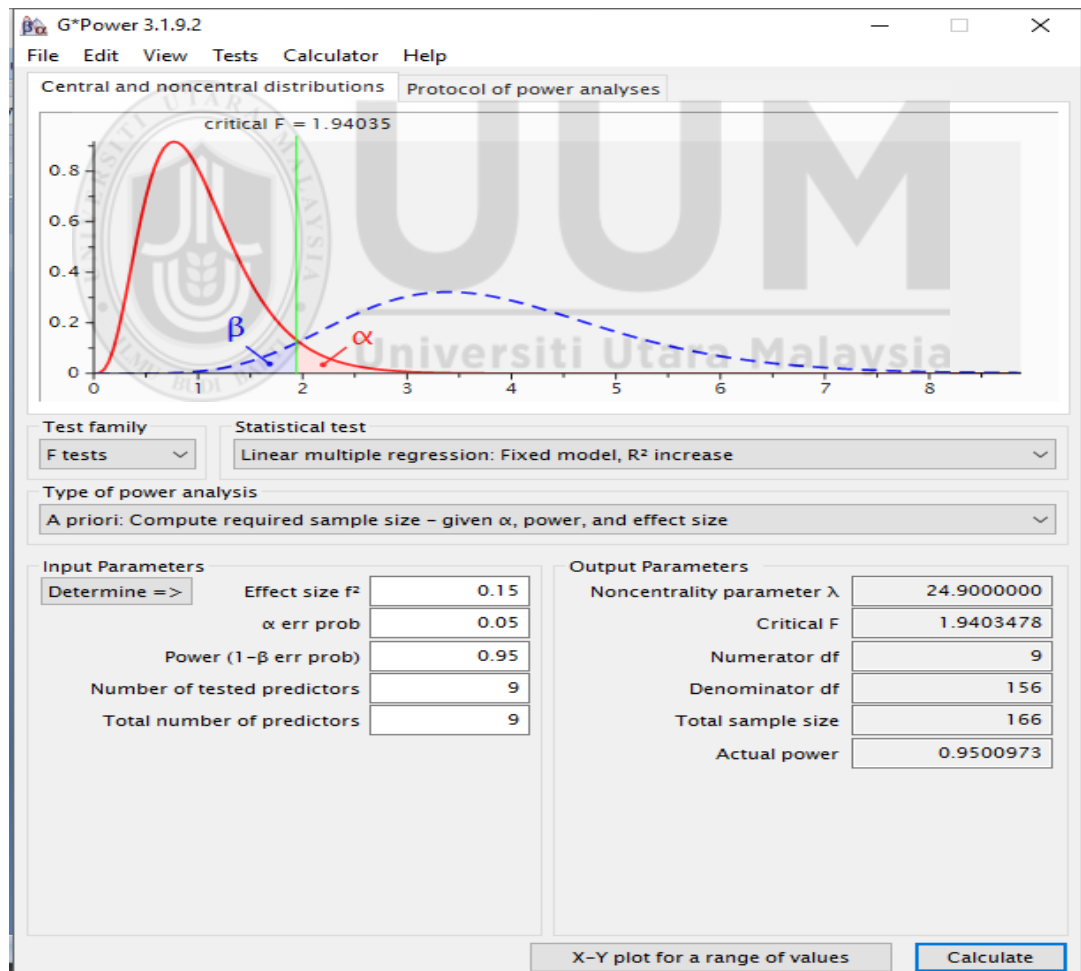 G*Power 3.1.9.2
File Edit View Tests Calculator Help
Central and noncentral distributions Protocol of power analyses
critical F = 1.94035
0.8
0.6
0.4
0.2
0
β
α
0 1 2 3 4 5 6 7 8
UNIVERSITI UTARA MALAYSIA
UUM
Universiti Utara Malaysia
Test family Statistical test
F tests Linear multiple regression: Fixed model, R² increase
Type of power analysis
A priori: Compute required sample size – given α, power, and effect size
Input Parameters Output Parameters
Determine => Effect size f² 0.15 Noncentrality parameter λ 24.9000000
α err prob 0.05 Critical F 1.9403478
Power (1-β err prob) 0.95 Numerator df 9
Number of tested predictors 9 Denominator df 156
Total number of predictors 9 Total sample size 166
Actual power 0.9500973
X-Y plot for a range of values Calculate